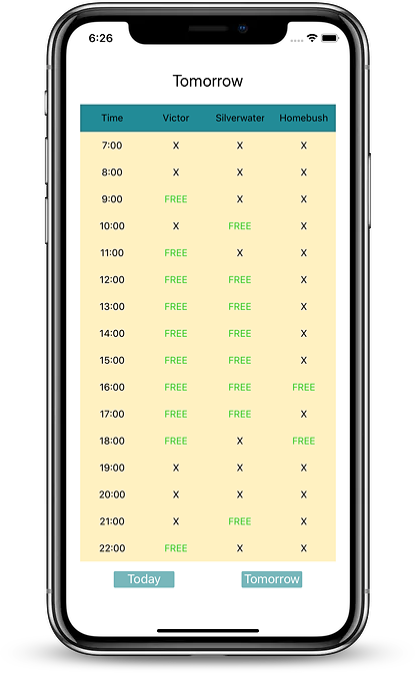 6:26
Tomorrow
Time Victor Silverwater Homebush
7:00 X X X
8:00 X X X
9:00 FREE X X
10:00 X FREE X
11:00 FREE X X
12:00 FREE FREE X
13:00 FREE FREE X
14:00 FREE FREE X
15:00 FREE FREE X
16:00 FREE FREE FREE
17:00 FREE FREE X
18:00 FREE X FREE
19:00 X X X
20:00 X X X
21:00 X FREE X
22:00 FREE X X
Today Tomorrow